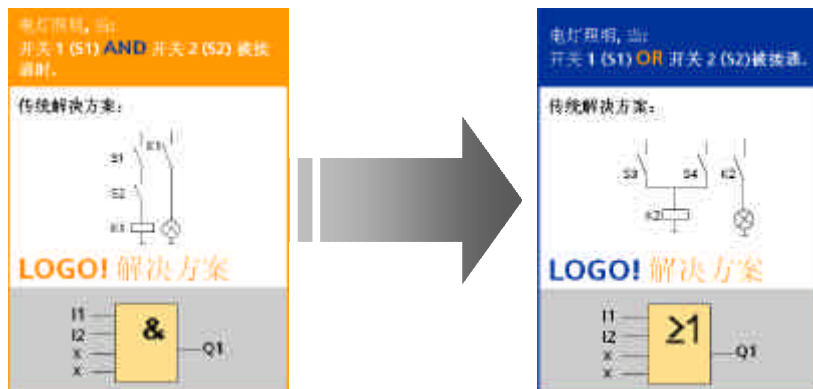 电灯照明, 当:
开关 1 (S1) AND 开关 2 (S2) 被接
通时.
传统解决方案:
S1
K1
S2
K1
LOGO! 解决方案
I1
I2
x
x
&
Q1
电灯照明, 当:
开关 1 (S1) OR 开关 2 (S2)被接通.
传统解决方案:
S3
S4
K2
K2
LOGO! 解决方案
I1
I2
x
x
≥1
Q1